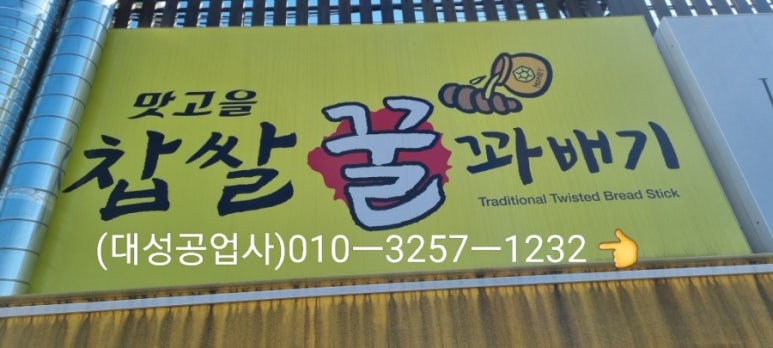 맛고을
찹쌀 꿀 꽈배기
HONEY
Traditional Twisted Bread Stick
(대성공업사)010ㅡ3257ㅡ1232 👈